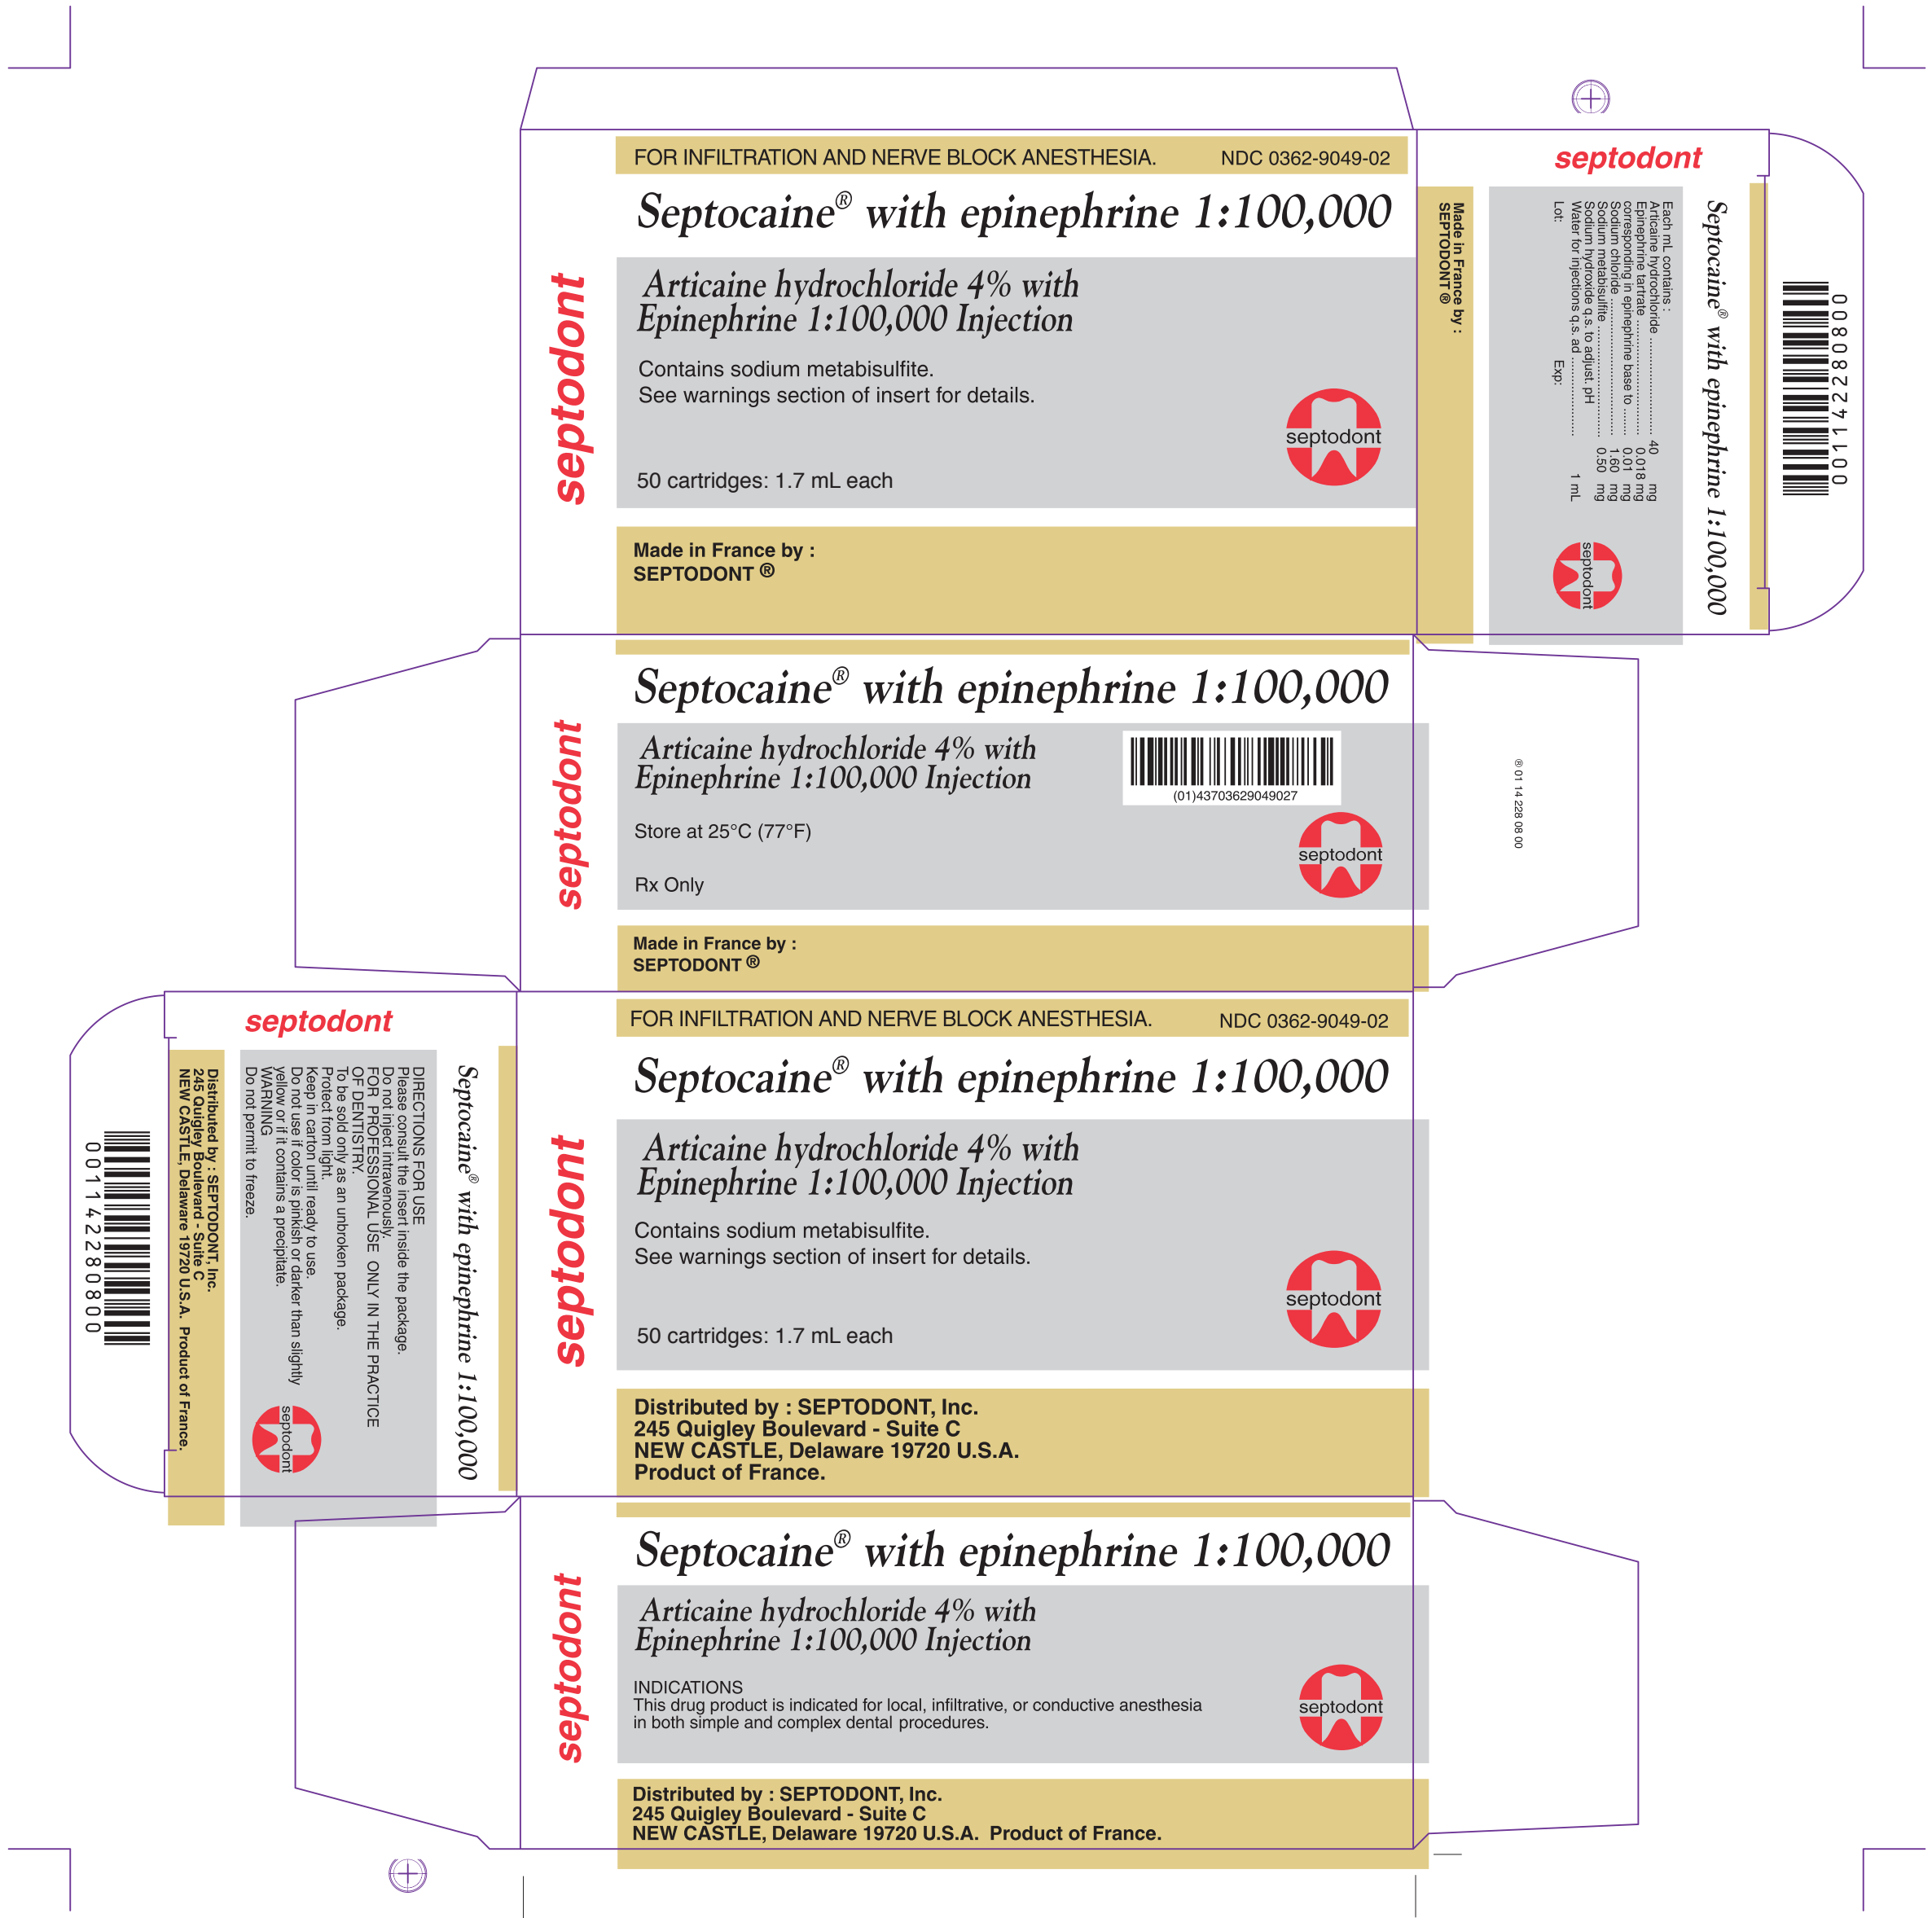 FOR INFILTRATION AND NERVE BLOCK ANESTHESIA. NDC 0362-9049-02
Septocaine® with epinephrine 1:100,000
septodont
Articaine hydrochloride 4% with
Epinephrine 1:100,000 Injection
Contains sodium metabisulfite.
See warnings section of insert for details.
septodont
50 cartridges: 1.7 mL each
Made in France by :
SEPTODONT ®
septodont
Septocaine® with epinephrine 1:100,000
Each mL contains :
Articaine hydrochloride ........................ 40 mg
Epinephrine tartrate ............................. 0.018 mg
corresponding in epinephrine base to ....... 0.01 mg
Sodium chloride ................................. 1.60 mg
Sodium metabisulfite ........................... 0.50 mg
Sodium hydroxide q.s. to adjust. pH
Water for injections q.s. ad .................... 1 mL
Lot: Exp:
septodont
Made in France by :
SEPTODONT ®
008082241100
Septocaine® with epinephrine 1:100,000
septodont
Articaine hydrochloride 4% with
Epinephrine 1:100,000 Injection
(01)43703629049027
Store at 25°C (77°F)
septodont
Rx Only
Made in France by :
SEPTODONT ®
® 01 14 228 08 00
FOR INFILTRATION AND NERVE BLOCK ANESTHESIA. NDC 0362-9049-02
Septocaine® with epinephrine 1:100,000
septodont
Articaine hydrochloride 4% with
Epinephrine 1:100,000 Injection
Contains sodium metabisulfite.
See warnings section of insert for details.
septodont
50 cartridges: 1.7 mL each
Distributed by : SEPTODONT, Inc.
245 Quigley Boulevard - Suite C
NEW CASTLE, Delaware 19720 U.S.A.
Product of France.
septodont
Septocaine® with epinephrine 1:100,000
DIRECTIONS FOR USE
Please consult the insert inside the package.
Do not inject intravenously.
FOR PROFESSIONAL USE ONLY IN THE PRACTICE
OF DENTISTRY.
To be sold only as an unbroken package.
Protect from light.
Keep in carton until ready to use.
Do not use if color is pinkish or darker than slightly
yellow or if it contains a precipitate.
WARNING
Do not permit to freeze.
septodont
Distributed by : SEPTODONT, Inc.
245 Quigley Boulevard - Suite C
NEW CASTLE, Delaware 19720 U.S.A. Product of France.
001142280800
Septocaine® with epinephrine 1:100,000
septodont
Articaine hydrochloride 4% with
Epinephrine 1:100,000 Injection
INDICATIONS
This drug product is indicated for local, infiltrative, or conductive anesthesia
in both simple and complex dental procedures.
septodont
Distributed by : SEPTODONT, Inc.
245 Quigley Boulevard - Suite C
NEW CASTLE, Delaware 19720 U.S.A. Product of France.